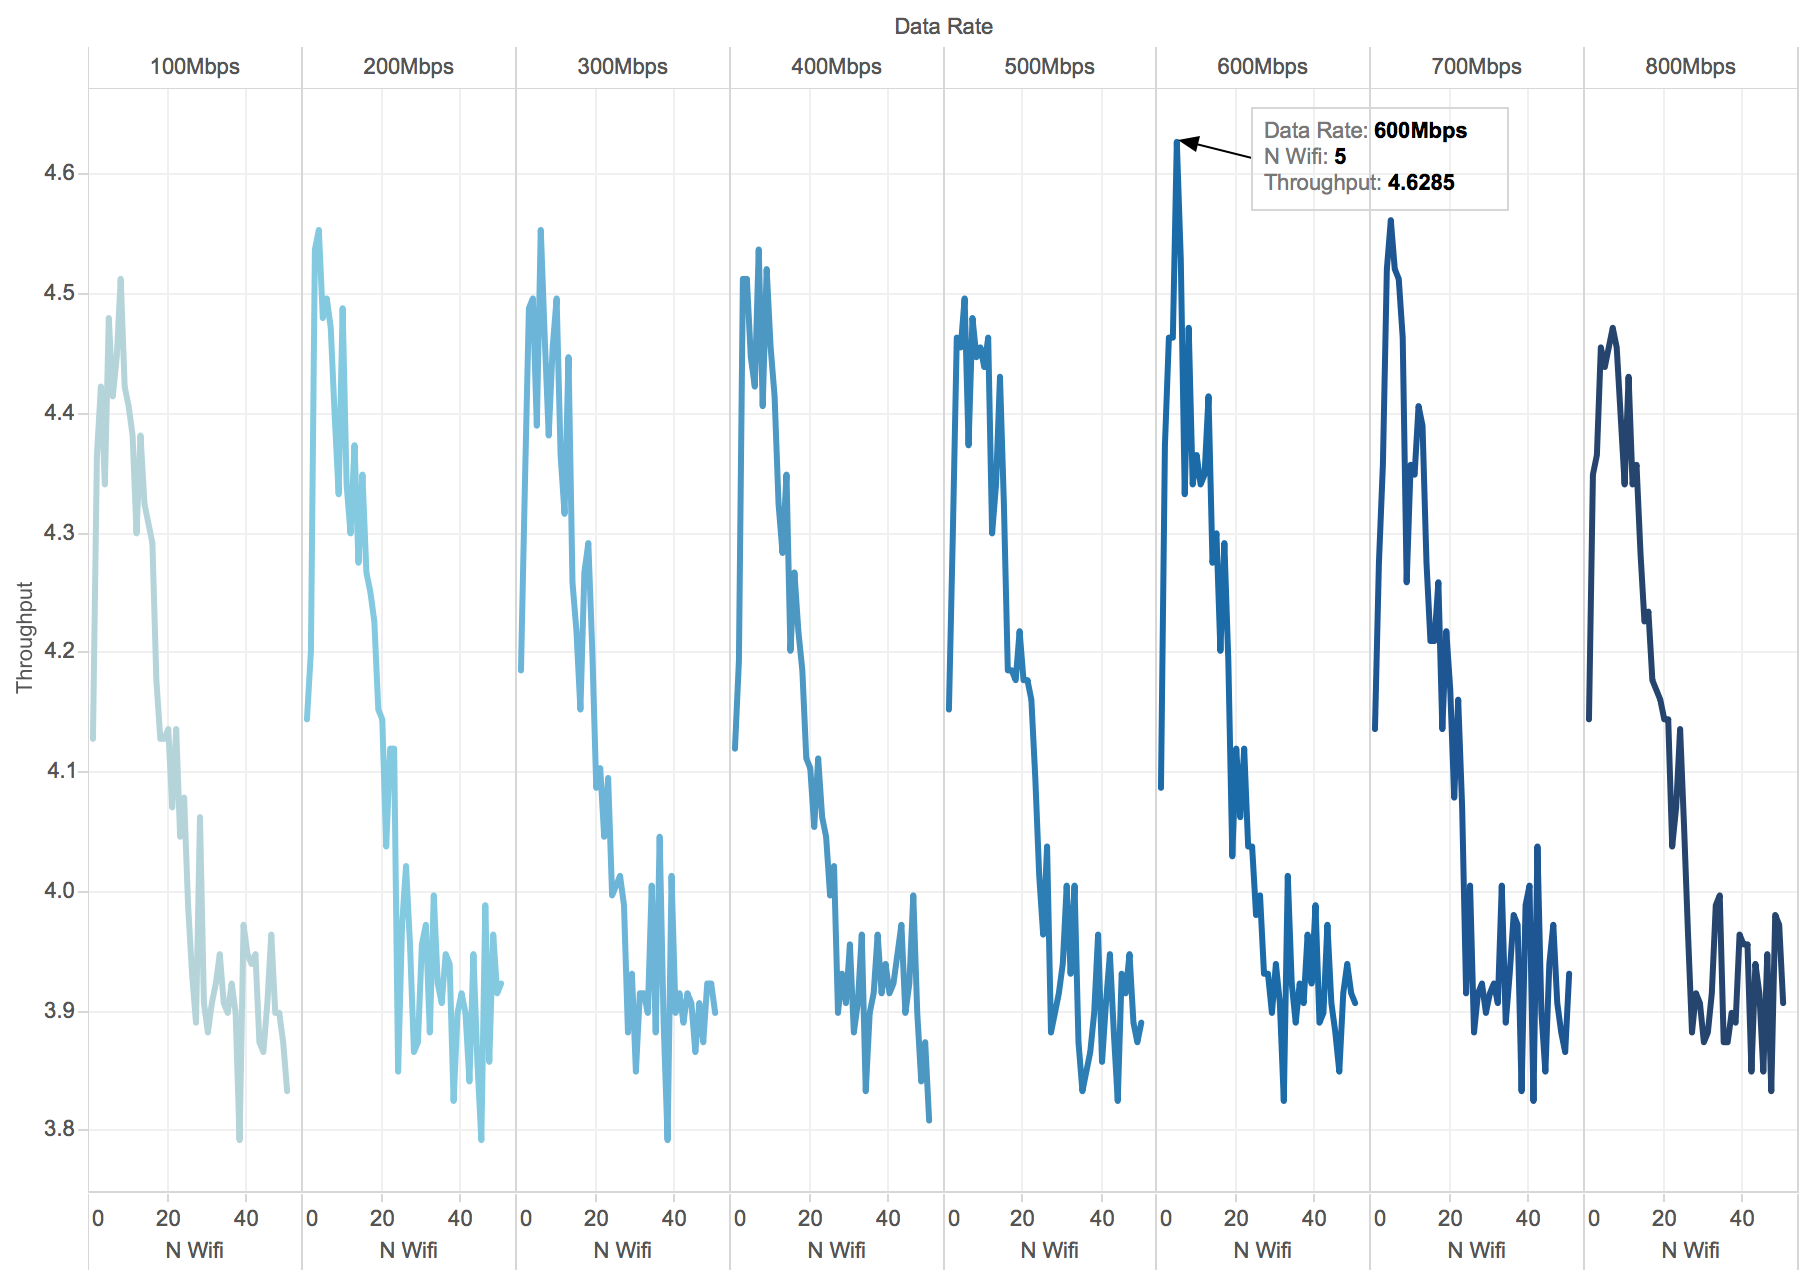 Data Rate
100Mbps 200Mbps 300Mbps 400Mbps 500Mbps 600Mbps 700Mbps 800Mbps
Data Rate: 600Mbps
N Wifi: 5
Throughput: 4.6285
4.6
4.5
4.4
4.3
4.2
4.1
4.0
3.9
3.8
Throughput
0 20 40 0 20 40 0 20 40 0 20 40 0 20 40 0 20 40 0 20 40 0 20 40
N Wifi N Wifi N Wifi N Wifi N Wifi N Wifi N Wifi N Wifi